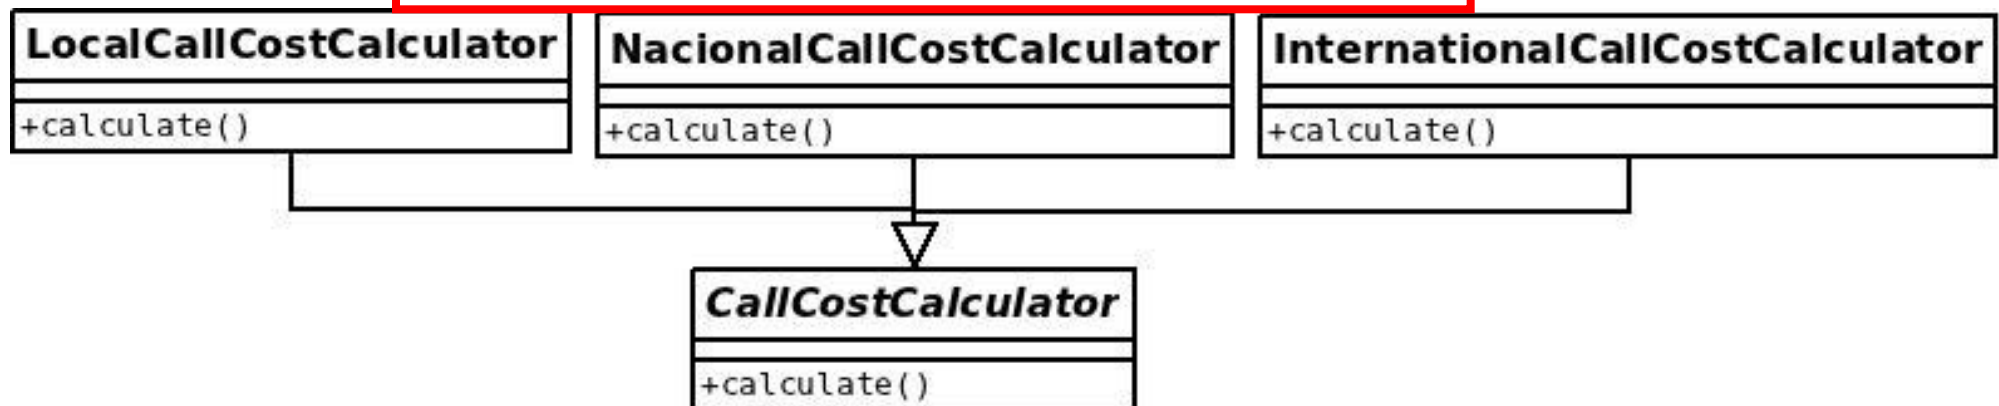 LocalCallCostCalculator
+calculate()
NacionalCallCostCalculator
+calculate()
InternationalCallCostCalculator
+calculate()
CallCostCalculator
+calculate()